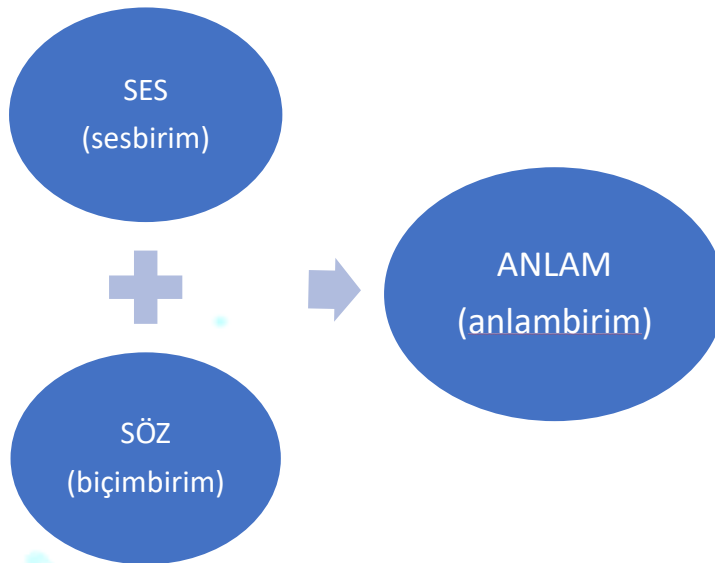 SES
(sesbirim)
SÖZ
(biçimbirim)
ANLAM
(anlambirim)